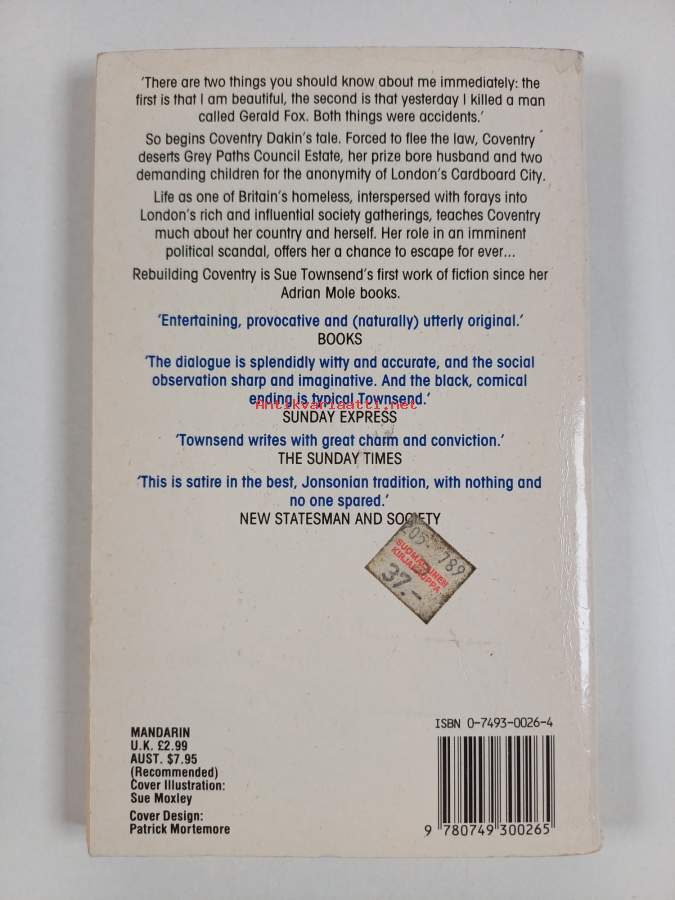 ‘There are two things you should know about me immediately: the
first is that I am beautiful, the second is that yesterday I killed a man
called Gerald Fox. Both things were accidents.’
So begins Coventry Dakin’s tale. Forced to flee the law, Coventry
deserts Grey Paths Council Estate, her prize bore husband and two
demanding children for the anonymity of London’s Cardboard City.
Life as one of Britain’s homeless, interspersed with forays into
London’s rich and influential society gatherings, teaches Coventry
much about her country and herself. Her role in an imminent
political scandal, offers her a chance to escape for ever...
Rebuilding Coventry is Sue Townsend’s first work of fiction since her
Adrian Mole books.
‘Entertaining, provocative and (naturally) utterly original.’
BOOKS
‘The dialogue is splendidly witty and accurate, and the social
observation sharp and imaginative. And the black, comical
ending is typical Townsend.’
Antikvariaatti.net
SUNDAY EXPRESS
‘Townsend writes with great charm and conviction.’
THE SUNDAY TIMES
‘This is satire in the best, Jonsonian tradition, with nothing and
no one spared.’
NEW STATESMAN AND SOCIETY
205- 789
SUOMALAINEN
KIRJAKAUPPA
37.-
ISBN 0-7493-0026-4
MANDARIN
U.K. £2.99
AUST. $7.95
(Recommended)
Cover Illustration:
Sue Moxley
Cover Design:
Patrick Mortemore
9 780749 300265